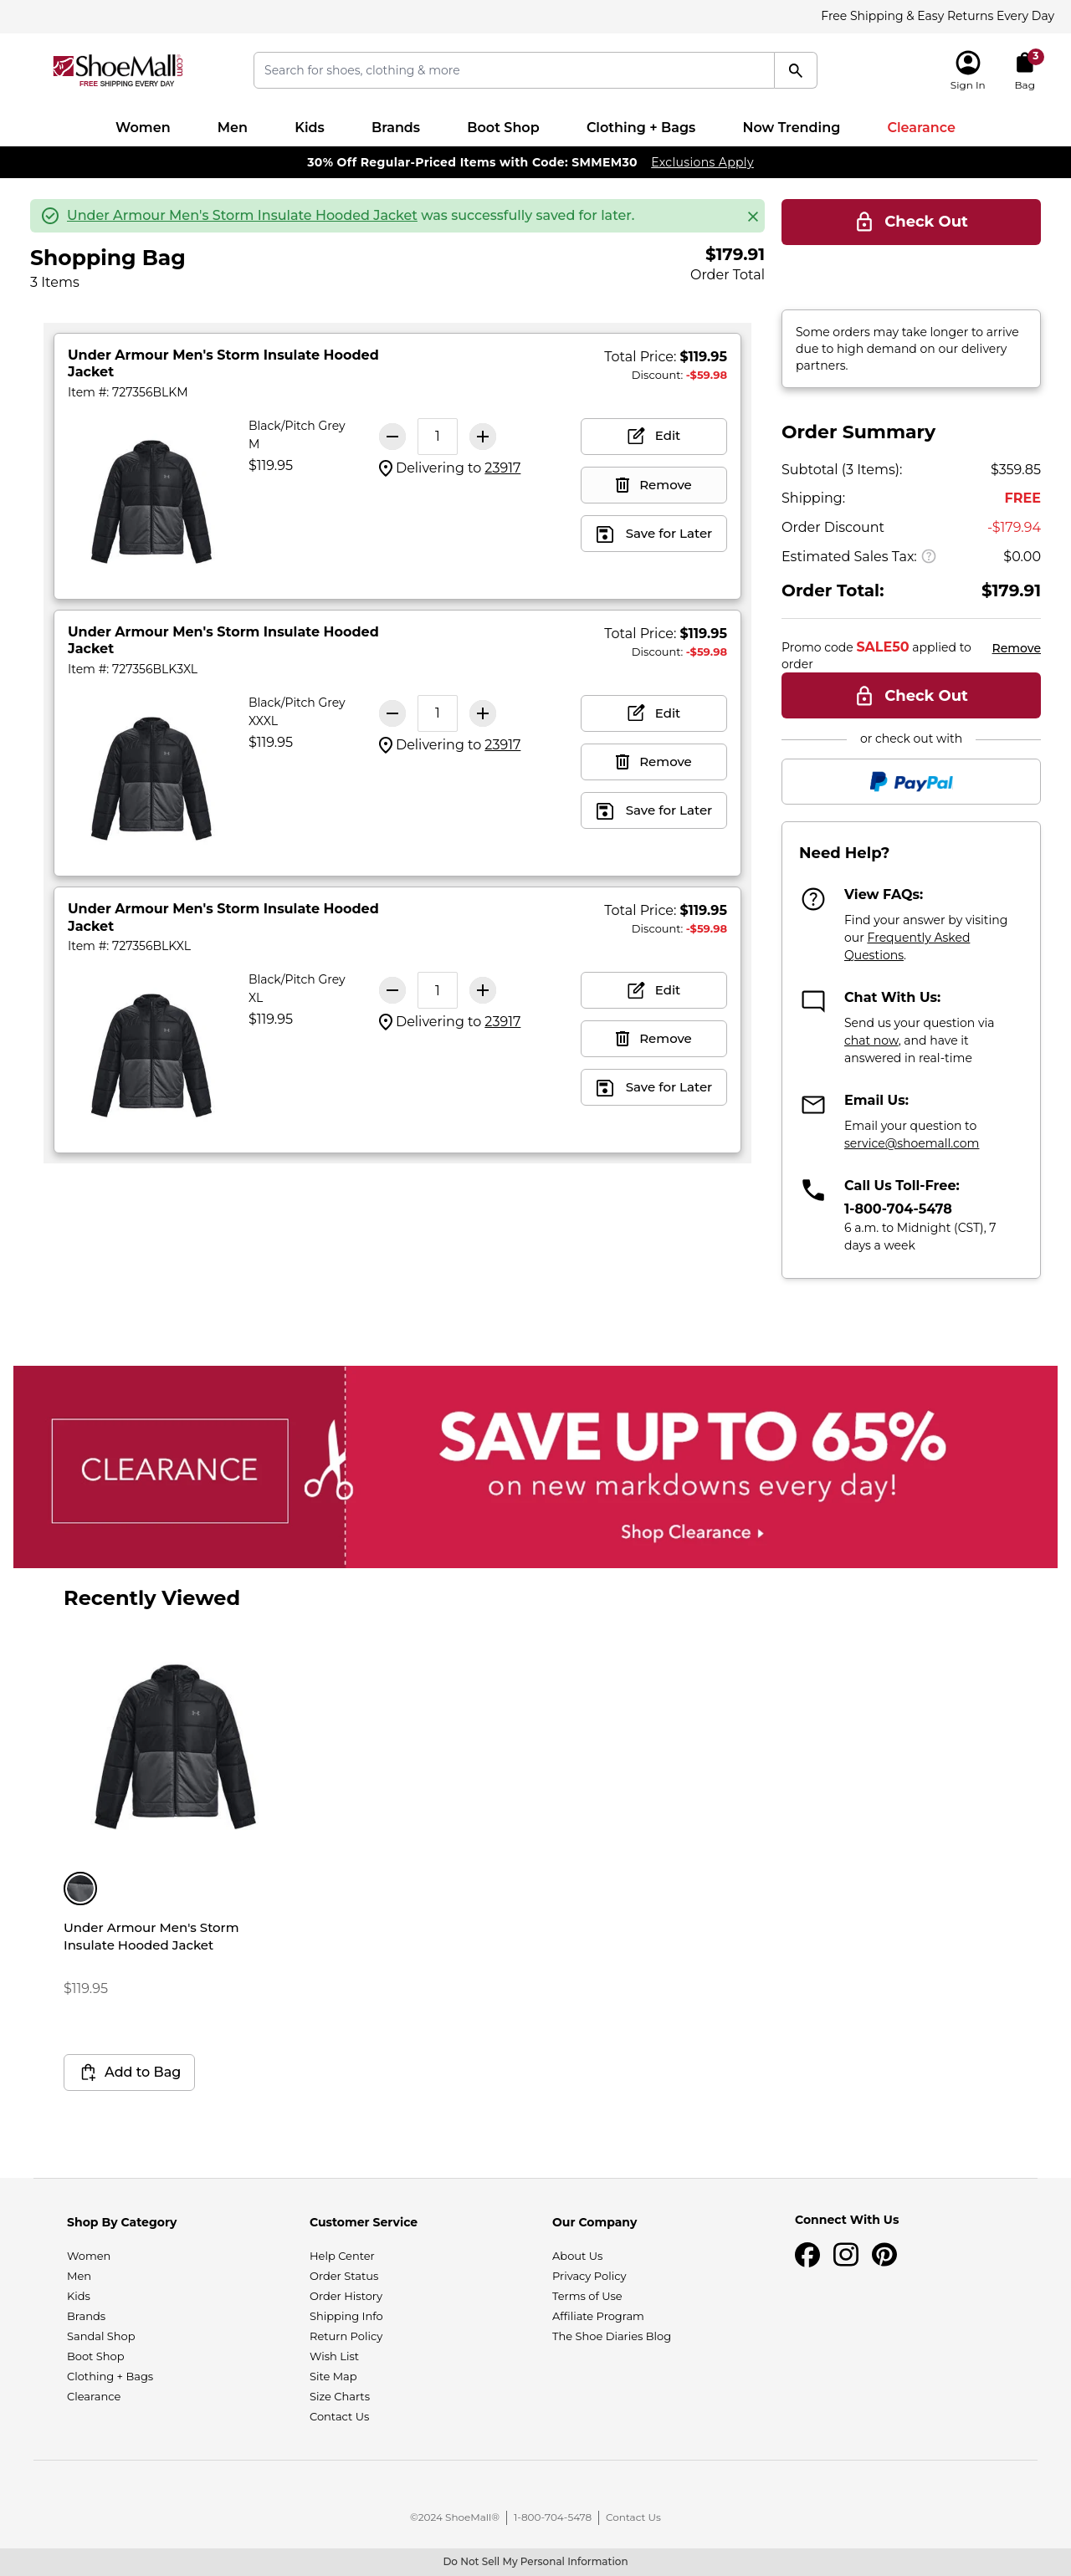 Free Shipping & Easy Returns Every Day
ShoeMall.com
FREE SHIPPING EVERY DAY
Search for shoes, clothing & more
Sign In
3
Bag
Women Men Kids Brands Boot Shop Clothing + Bags Now Trending Clearance
30% Off Regular-Priced Items with Code: SMMEM30 Exclusions Apply
Under Armour Men's Storm Insulate Hooded Jacket was successfully saved for later.
Shopping Bag
3 Items
$179.91
Order Total
Under Armour Men's Storm Insulate Hooded
Jacket
Item #: 727356BLKM
Total Price: $119.95
Discount: -$59.98
Black/Pitch Grey
M
$119.95
1
Delivering to 23917
Edit
Remove
Save for Later
Under Armour Men's Storm Insulate Hooded
Jacket
Item #: 727356BLK3XL
Total Price: $119.95
Discount: -$59.98
Black/Pitch Grey
XXXL
$119.95
1
Delivering to 23917
Edit
Remove
Save for Later
Under Armour Men's Storm Insulate Hooded
Jacket
Item #: 727356BLKXL
Total Price: $119.95
Discount: -$59.98
Black/Pitch Grey
XL
$119.95
1
Delivering to 23917
Edit
Remove
Save for Later
Check Out
Some orders may take longer to arrive
due to high demand on our delivery
partners.
Order Summary
Subtotal (3 Items): $359.85
Shipping: FREE
Order Discount -$179.94
Estimated Sales Tax: $0.00
Order Total: $179.91
Promo code SALE50 applied to
order
Remove
Check Out
or check out with
PayPal
Need Help?
View FAQs:
Find your answer by visiting
our Frequently Asked
Questions.
Chat With Us:
Send us your question via
chat now, and have it
answered in real-time
Email Us:
Email your question to
service@shoemall.com
Call Us Toll-Free:
1-800-704-5478
6 a.m. to Midnight (CST), 7
days a week
CLEARANCE
SAVE UP TO 65%
on new markdowns every day!
Shop Clearance
Recently Viewed
Under Armour Men's Storm
Insulate Hooded Jacket
$119.95
Add to Bag
Shop By Category
Women
Men
Kids
Brands
Sandal Shop
Boot Shop
Clothing + Bags
Clearance
Customer Service
Help Center
Order Status
Order History
Shipping Info
Return Policy
Wish List
Site Map
Size Charts
Contact Us
Our Company
About Us
Privacy Policy
Terms of Use
Affiliate Program
The Shoe Diaries Blog
Connect With Us
©2024 ShoeMall® 1-800-704-5478 Contact Us
Do Not Sell My Personal Information